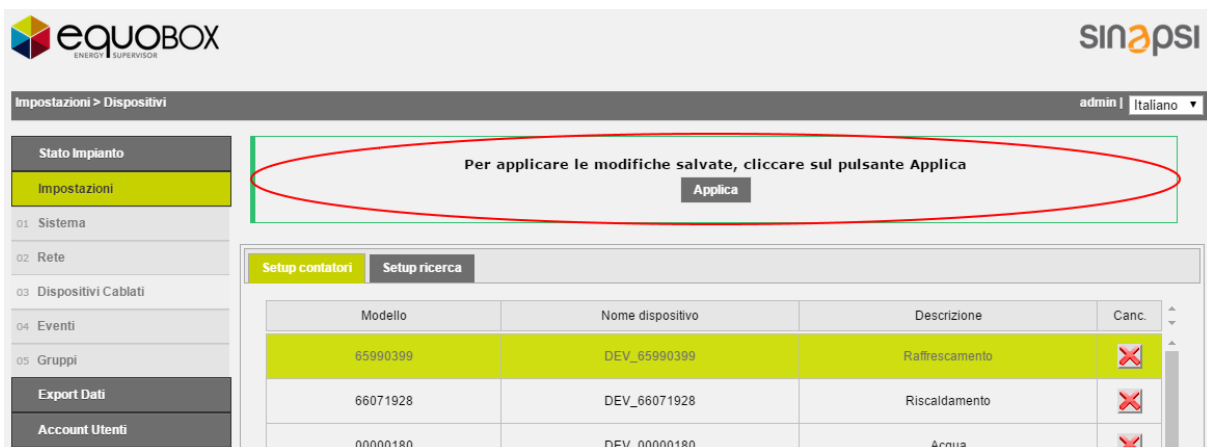 equoBOX
ENERGY SUPERVISOR
sinapsi
Impostazioni > Dispositivi
admin | Italiano
Stato Impianto
Impostazioni
01 Sistema
02 Rete
03 Dispositivi Cablati
04 Eventi
05 Gruppi
Export Dati
Account Utenti
Per applicare le modifiche salvate, cliccare sul pulsante Applica
Applica
Setup contatori Setup ricerca
Modello Nome dispositivo Descrizione Canc.
65990399 DEV_65990399 Raffrescamento
66071928 DEV_66071928 Riscaldamento
00000180 DEV_00000180 Acqua